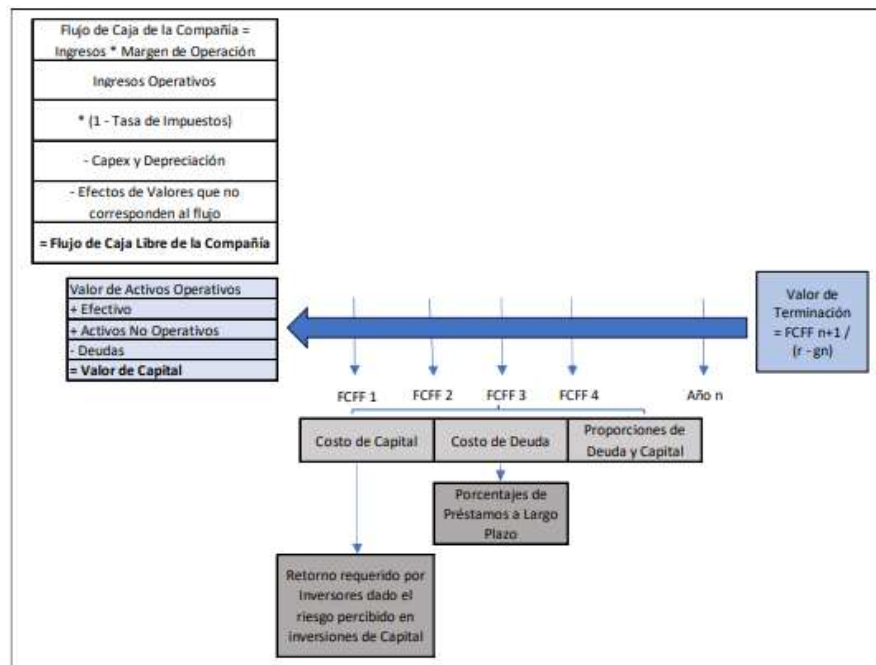 Flujo de Caja de la Compañía =
Ingresos * Margen de Operación
Ingresos Operativos
* (1 - Tasa de Impuestos)
- Capex y Depreciación
- Efectos de Valores que no
corresponden al flujo
= Flujo de Caja Libre de la Compañía
Valor de Activos Operativos
+ Efectivo
+ Activos No Operativos
- Deudas
= Valor de Capital
Valor de
Terminación
= FCFF n+1 /
(r - gn)
FCFF 1
FCFF 2
FCFF 3
FCFF 4
Año n
Costo de Capital
Costo de Deuda
Proporciones de
Deuda y Capital
Porcentajes de
Préstamos a Largo
Plazo
Retorno requerido por
Inversores dado el
riesgo percibido en
inversiones de Capital